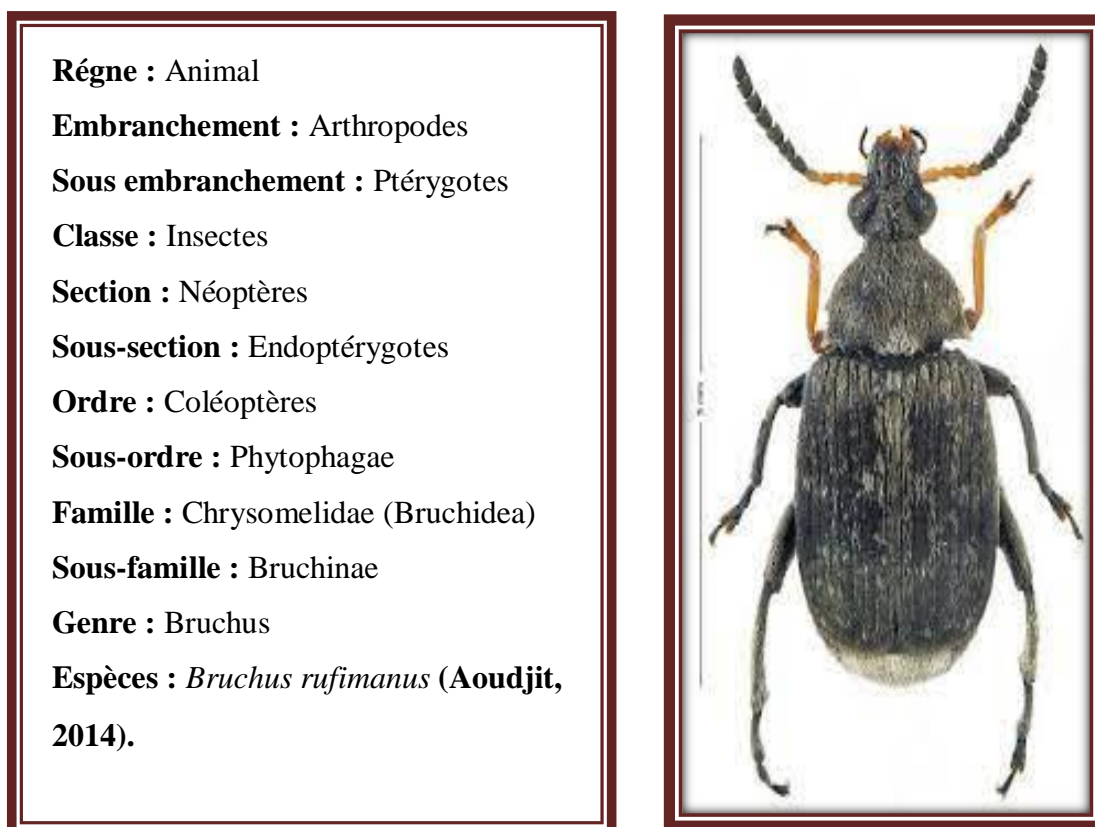 Régne : Animal
Embranchement : Arthropodes
Sous embranchement : Ptérygotes
Classe : Insectes
Section : Néoptères
Sous-section : Endoptérygotes
Ordre : Coléoptères
Sous-ordre : Phytophagae
Famille : Chrysomelidae (Bruchidea)
Sous-famille : Bruchinae
Genre : Bruchus
Espèces : Bruchus rufimanus (Aoudjit,
2014).